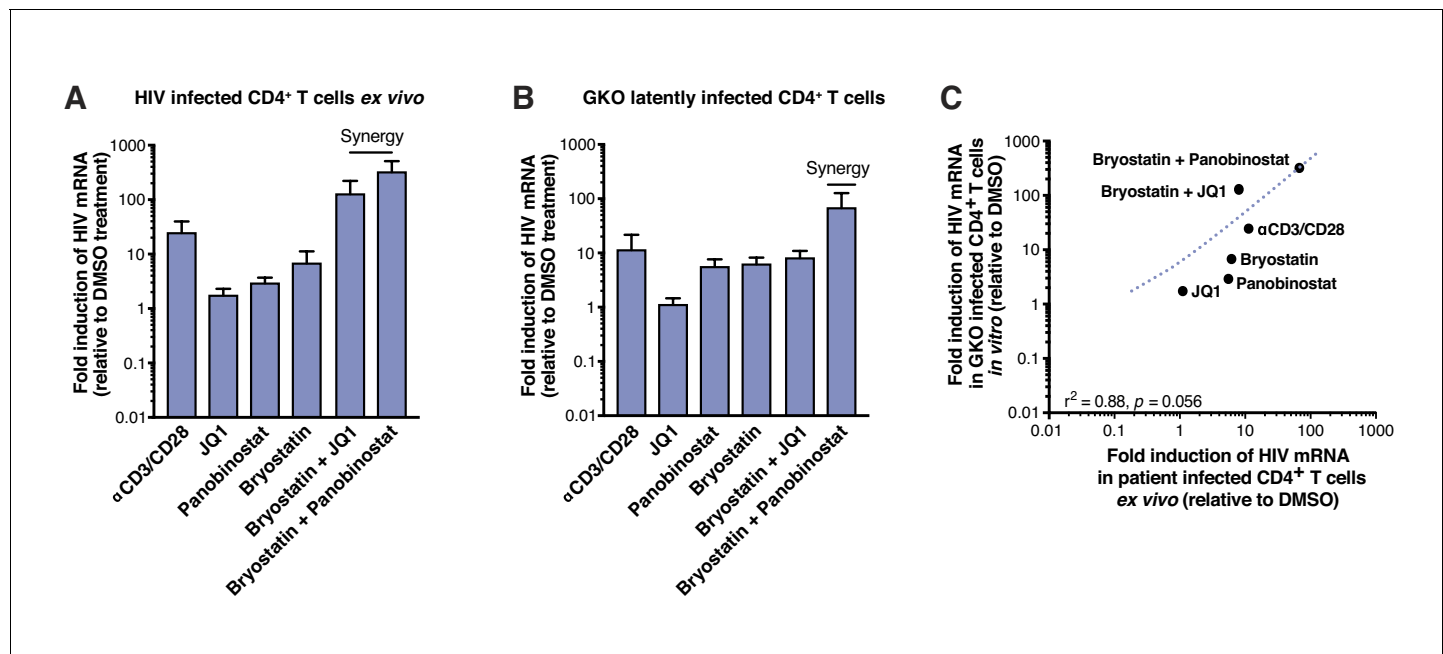 A
HIV infected CD4⁺ T cells ex vivo
Fold induction of HIV mRNA
(relative to DMSO treatment)
1000
100
10
1
0.1
0.01
Synergy
αCD3/CD28
JQ1
Panobinostat
Bryostatin
Bryostatin + JQ1
Bryostatin + Panobinostat
B
GKO latently infected CD4⁺ T cells
Fold induction of HIV mRNA
(relative to DMSO treatment)
1000
100
10
1
0.1
0.01
Synergy
αCD3/CD28
JQ1
Panobinostat
Bryostatin
Bryostatin + JQ1
Bryostatin + Panobinostat
C
Fold induction of HIV mRNA
in GKO infected CD4⁺ T cells
in vitro (relative to DMSO)
1000
100
10
1
0.1
0.01
Bryostatin + Panobinostat
Bryostatin + JQ1
αCD3/CD28
Bryostatin
Panobinostat
JQ1
r² = 0.88, p = 0.056
0.01 0.1 1 10 100 1000
Fold induction of HIV mRNA
in patient infected CD4⁺ T cells
ex vivo (relative to DMSO)